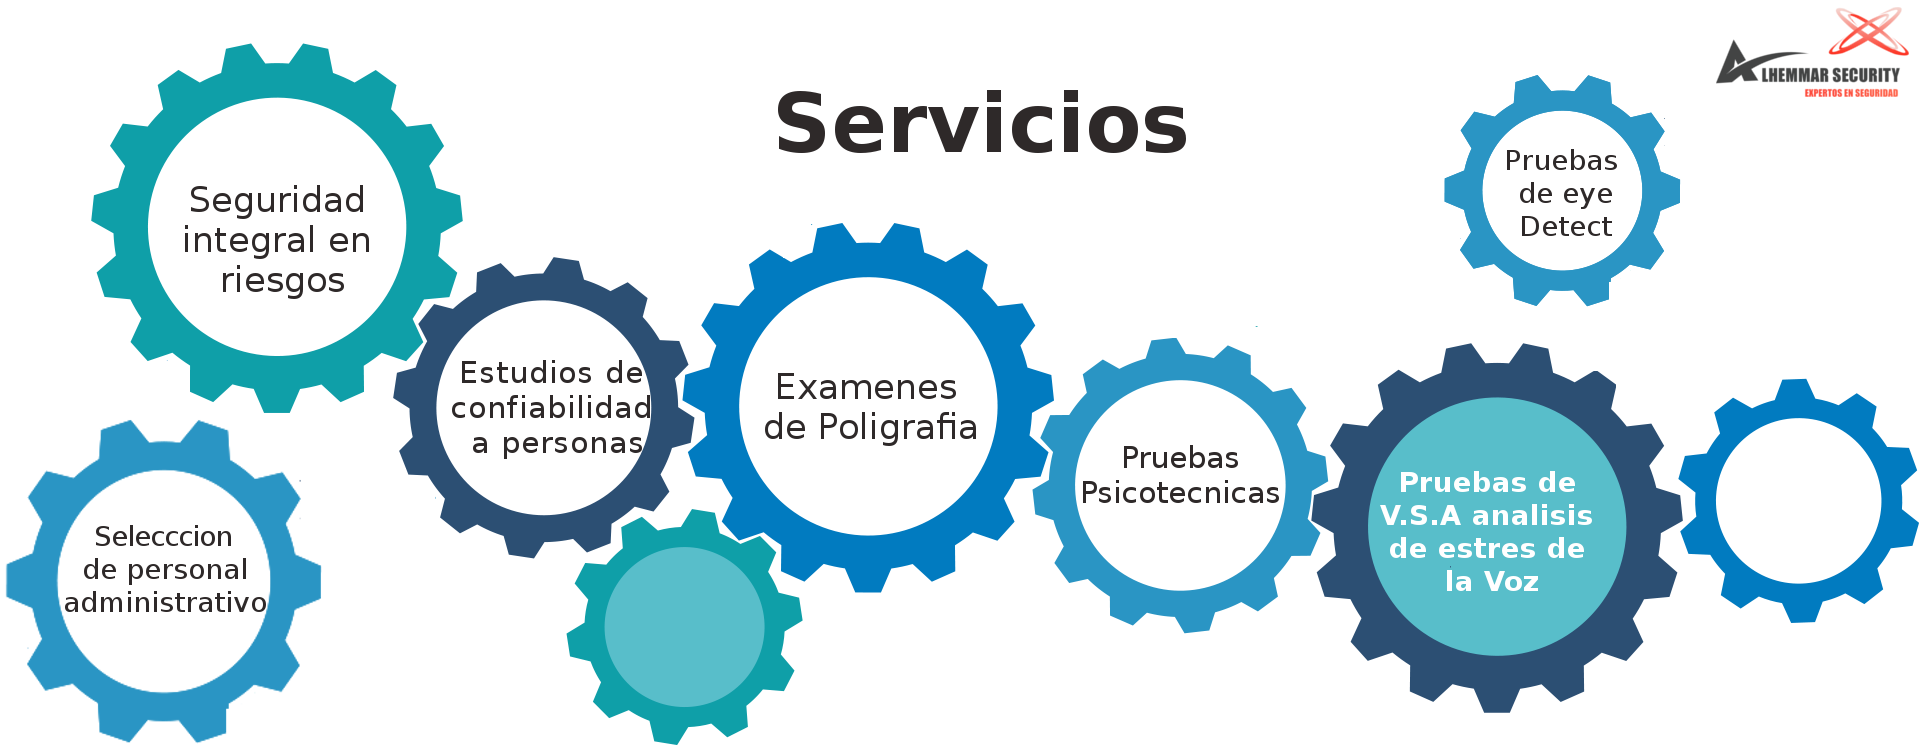 Servicios
ALHEMMAR SECURITY
EXPERTOS EN SEGURIDAD
Seguridad
integral en
riesgos
Estudios de
confiabilidad
a personas
Examenes
de Poligrafia
Pruebas
Psicotecnicas
Pruebas
de eye
Detect
Pruebas de
V.S.A analisis
de estres de
la Voz
Selecccion
de personal
administrativo